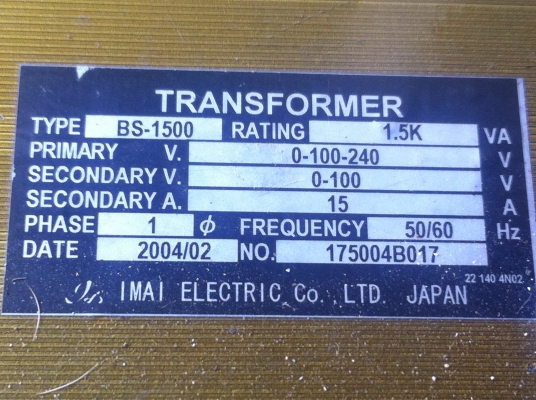 TRANSFORMER
TYPE BS-1500 RATING 1.5K VA
PRIMARY V. 0-100-240 V
SECONDARY V. 0-100 V
SECONDARY A. 15 A
PHASE 1 ϕ FREQUENCY 50/60 Hz
DATE 2004/02 NO. 175004B017
22 140 4N02
IMAI ELECTRIC Co., LTD. JAPAN